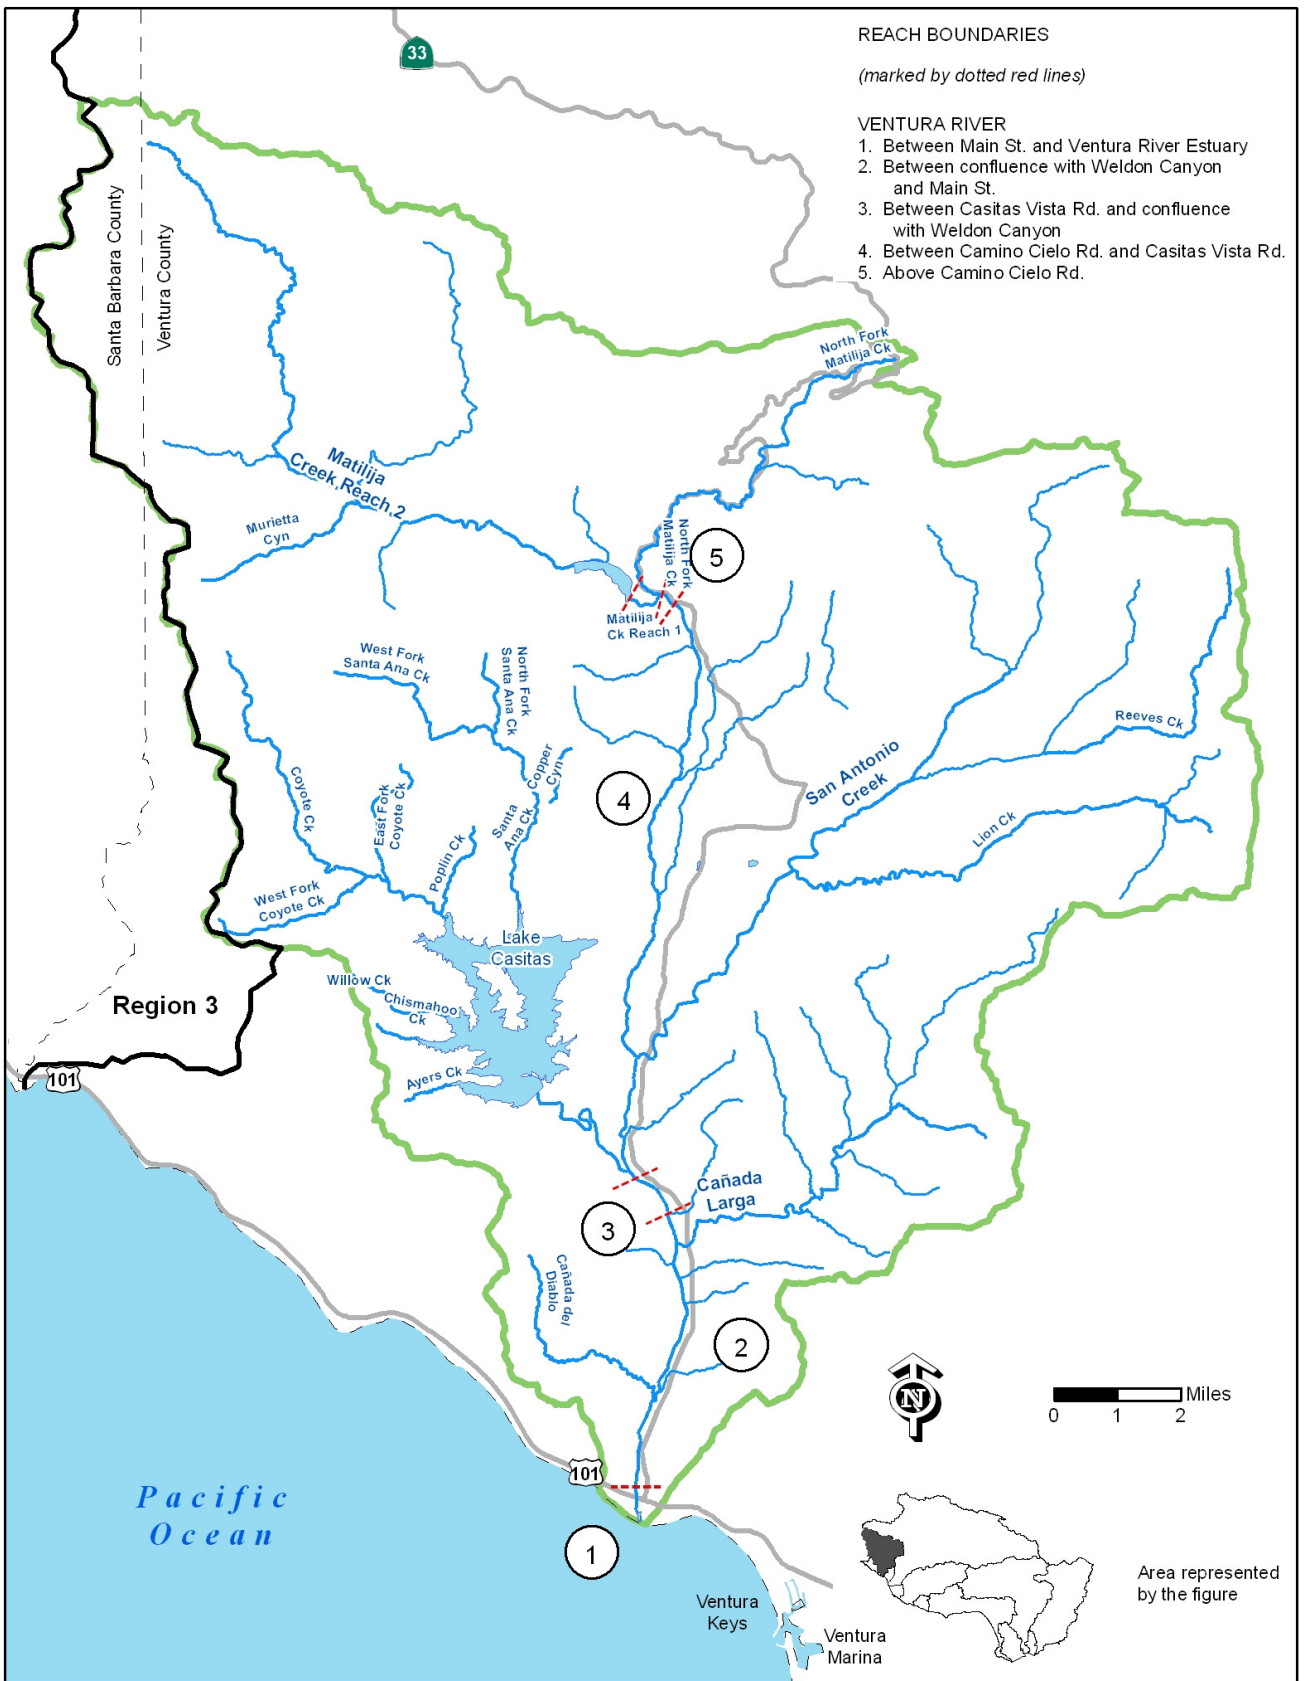 33
REACH BOUNDARIES
(marked by dotted red lines)
VENTURA RIVER
1. Between Main St. and Ventura River Estuary
2. Between confluence with Weldon Canyon
and Main St.
3. Between Casitas Vista Rd. and confluence
with Weldon Canyon
4. Between Camino Cielo Rd. and Casitas Vista Rd.
5. Above Camino Cielo Rd.
Santa Barbara County
Ventura County
North Fork
Matilija Ck
Matilija
Creek Reach 2
Murietta
Cyn
North Fork
Matilija Ck
5
Matilija
Ck Reach 1
West Fork
Santa Ana Ck
North Fork
Santa Ana Ck
Reeves Ck
Copper
Cyn
San Antonio
Creek
Coyote Ck
East Fork
Coyote Ck
4
Santa
Ana Ck
Lion Ck
Poplin Ck
West Fork
Coyote Ck
Lake
Casitas
Willow Ck
Chismahoo
Ck
Region 3
Ayers Ck
101
Cañada
Larga
3
Cañada del
Diablo
2
N
Miles
0 1 2
101
Pacific
Ocean
1
Area represented
by the figure
Ventura
Keys
Ventura
Marina